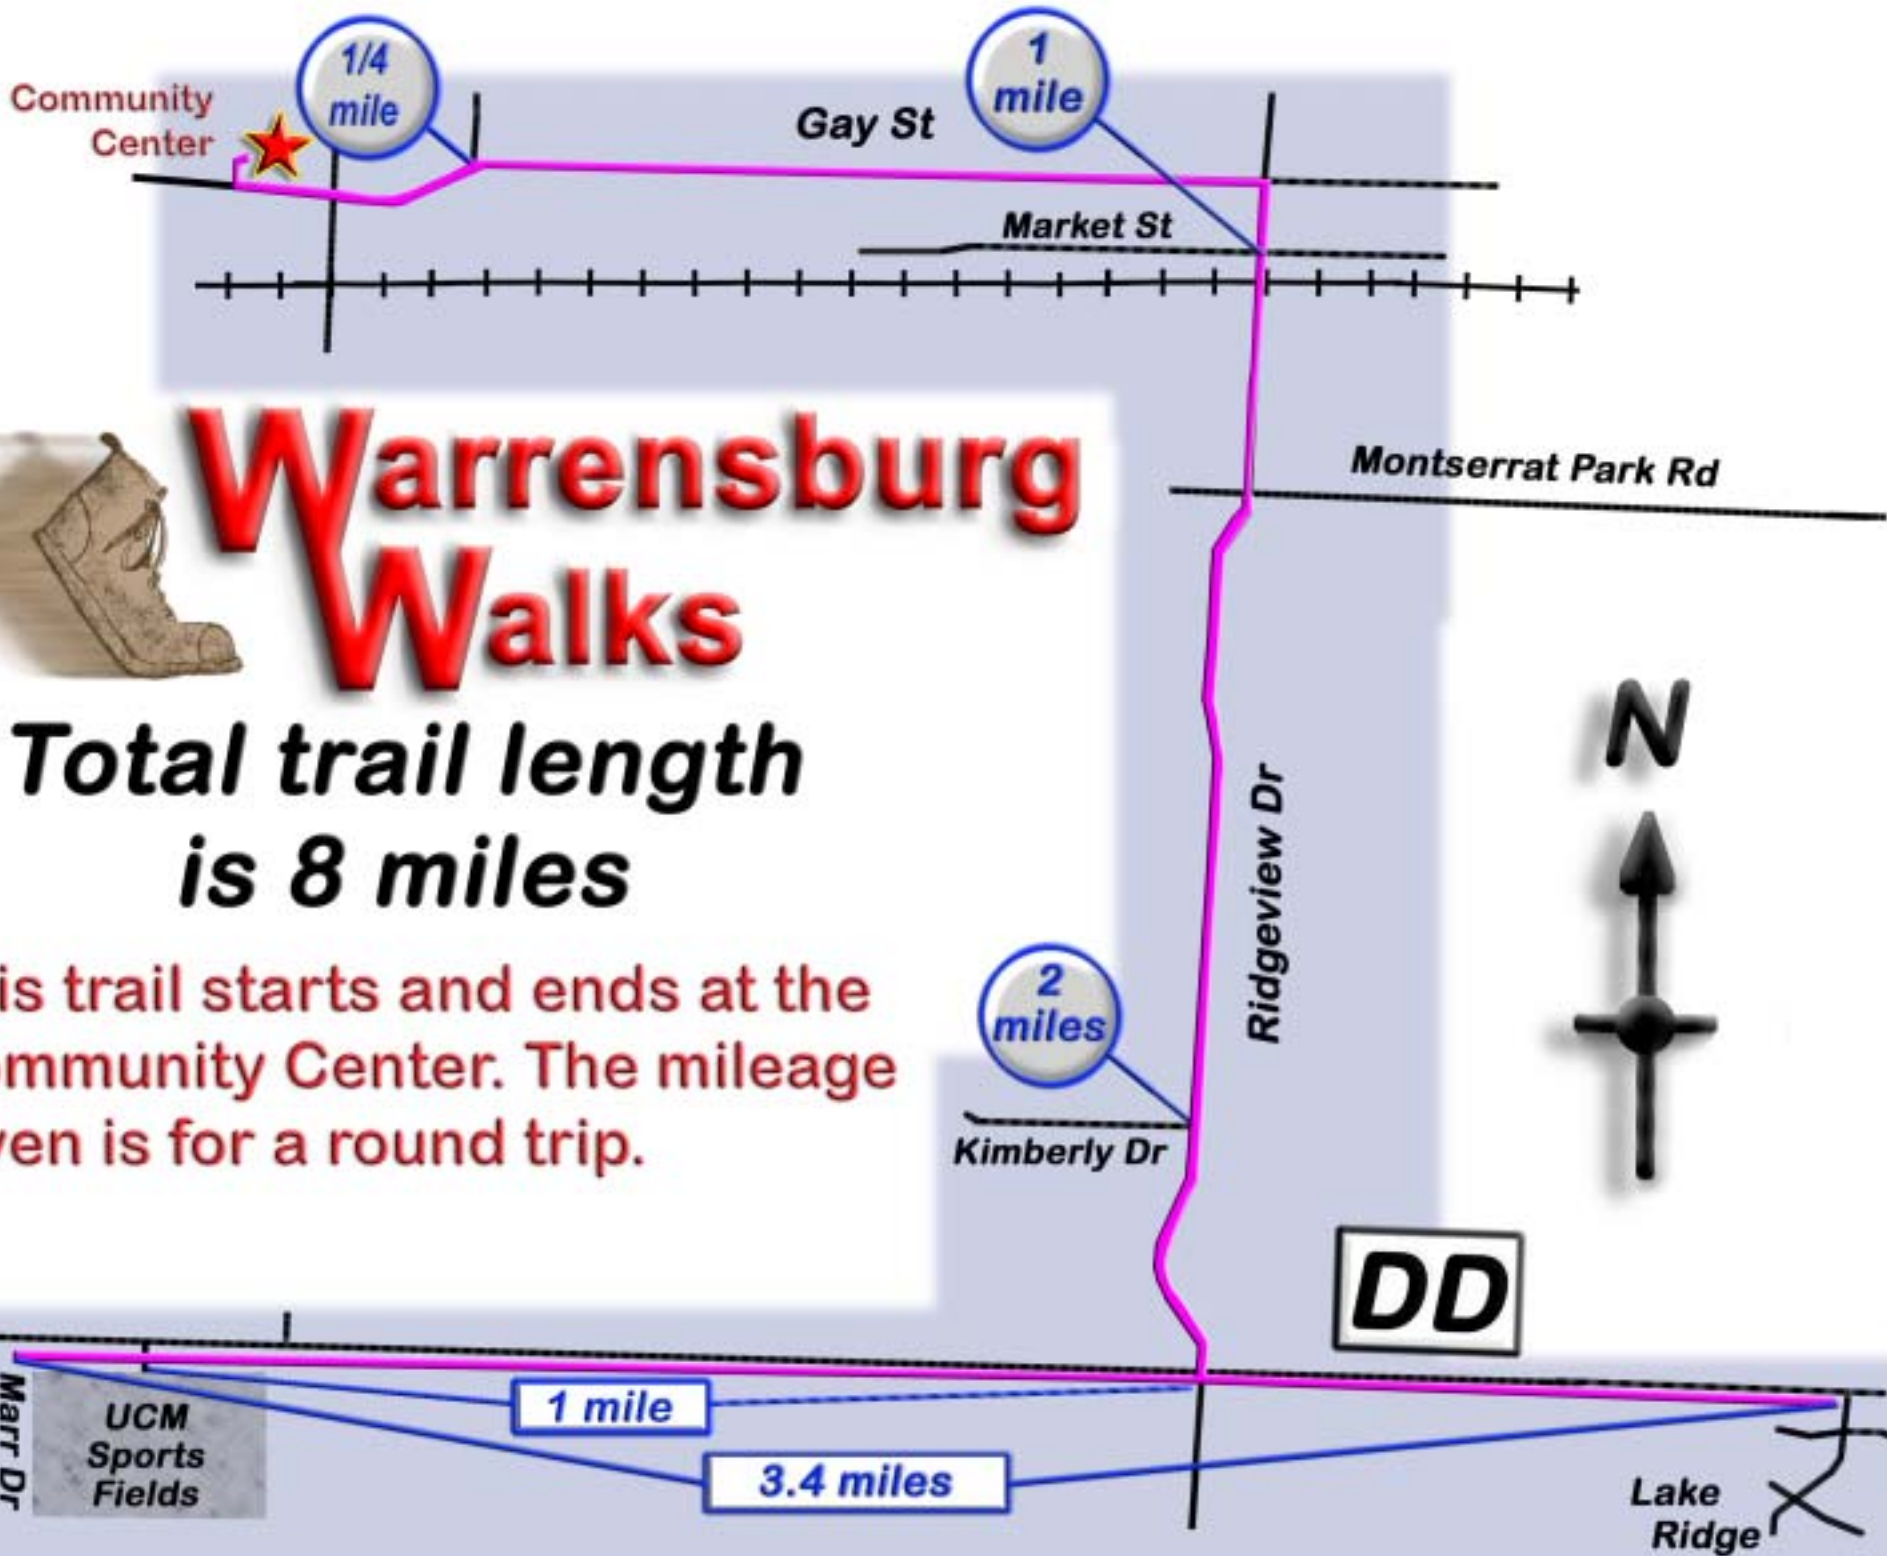 Community
Center
1/4
mile
Gay St
1
mile
Market St
Warrensburg
Walks
Montserrat Park Rd
Total trail length
is 8 miles
N
Ridgeview Dr
is trail starts and ends at the
ommunity Center. The mileage
ven is for a round trip.
2
miles
Kimberly Dr
DD
Marr Dr
UCM
Sports
Fields
1 mile
3.4 miles
Lake
Ridge